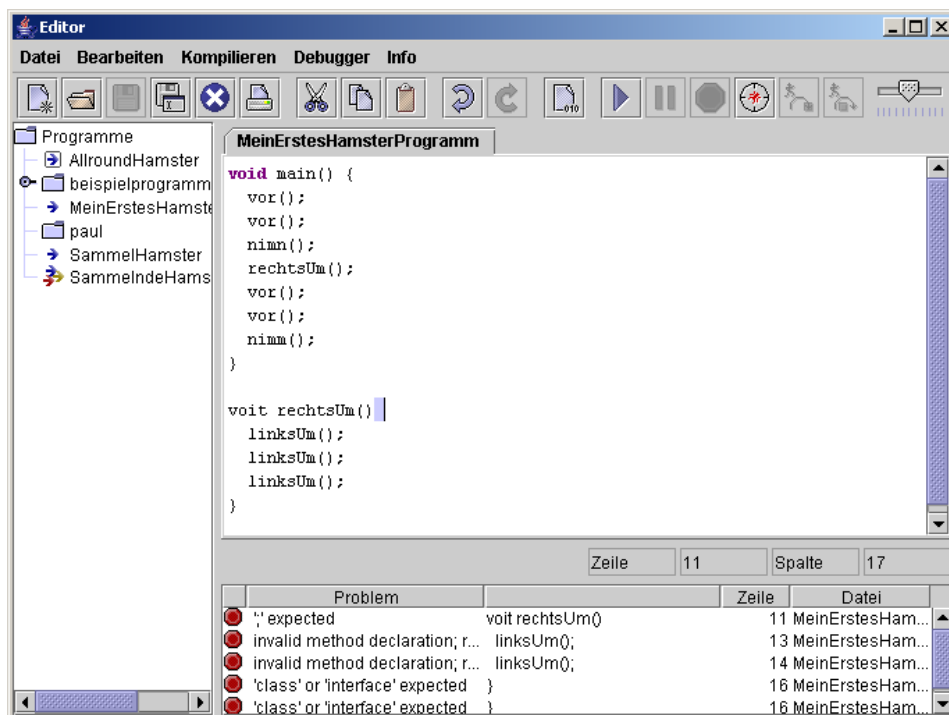 Editor
Datei Bearbeiten Kompilieren Debugger Info
Programme
AllroundHamster
beispielprogramm
MeinErstesHamste
paul
SammelHamster
SammelndeHams
MeinErstesHamsterProgramm
void main() {
vor();
vor();
nimn();
rechtsUm();
vor();
vor();
nimm();
}
voit rechtsUm()
linksUm();
linksUm();
linksUm();
}
Zeile 11 Spalte 17
Problem Zeile Datei
';' expected voit rechtsUm() 11 MeinErstesHam...
invalid method declaration; r... linksUm(); 13 MeinErstesHam...
invalid method declaration; r... linksUm(); 14 MeinErstesHam...
'class' or 'interface' expected } 16 MeinErstesHam...
'class' or 'interface' expected } 16 MeinErstesHam...